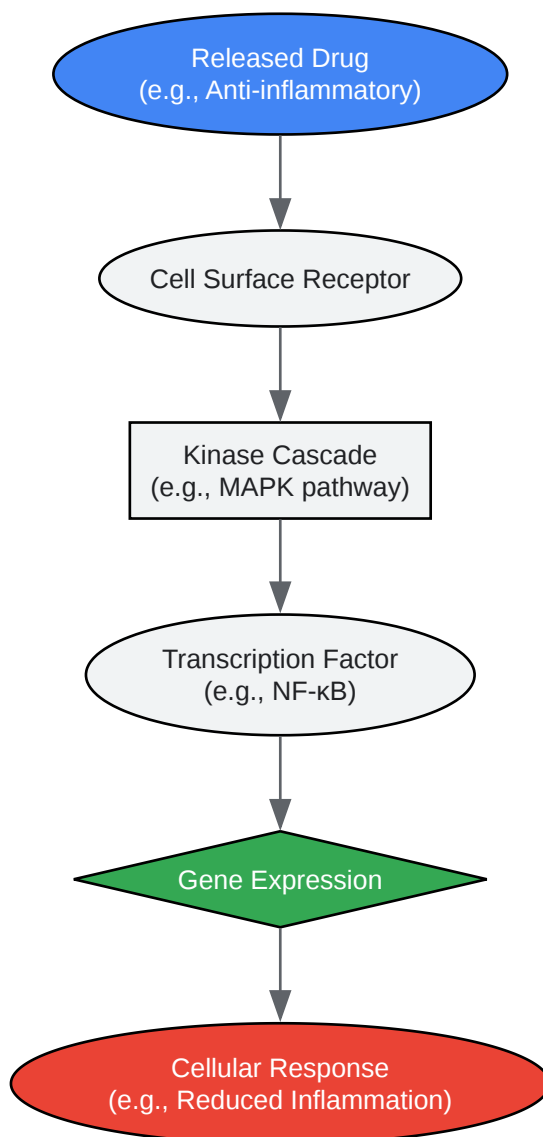 Released Drug
(e.g., Anti-inflammatory)
Cell Surface Receptor
Kinase Cascade
(e.g., MAPK pathway)
Transcription Factor
(e.g., NF-κB)
Gene Expression
Cellular Response
(e.g., Reduced Inflammation)